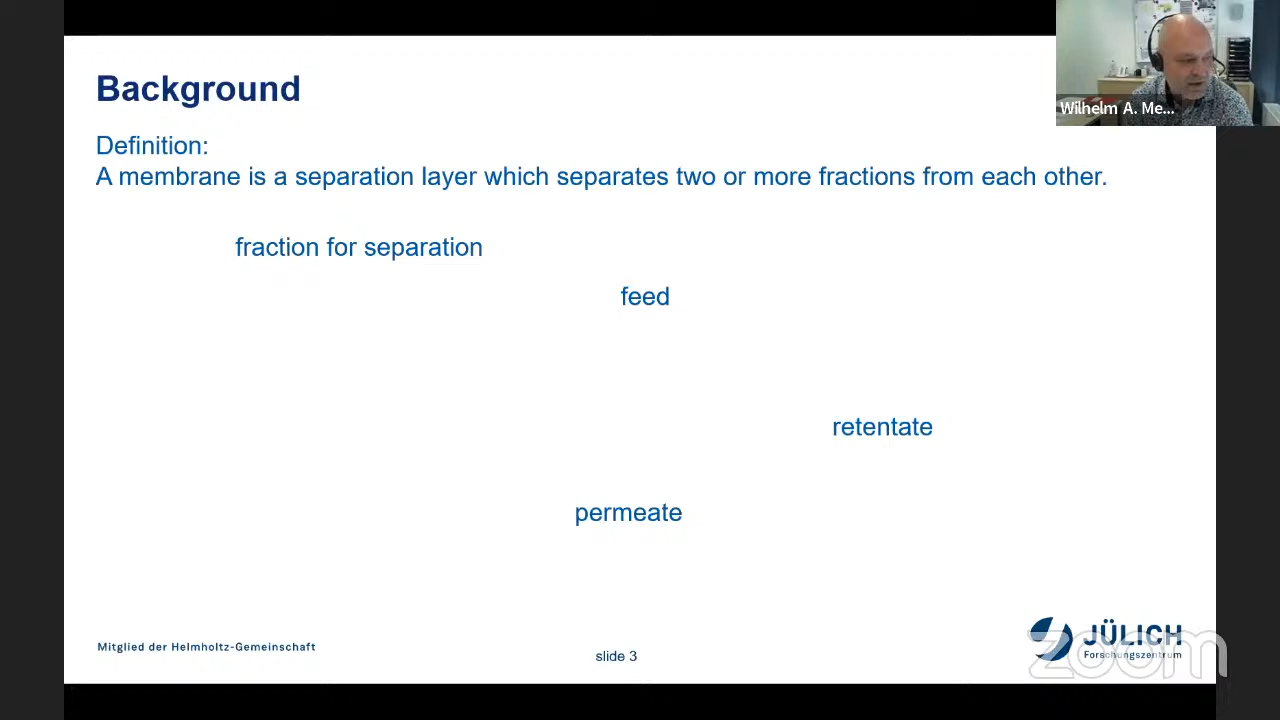 Background
Wilhelm A. Me...
Definition:
A membrane is a separation layer which separates two or more fractions from each other.
fraction for separation
feed
retentate
permeate
Mitglied der Helmholtz-Gemeinschaft
slide 3
JÜLICH
Forschungszentrum
zoom